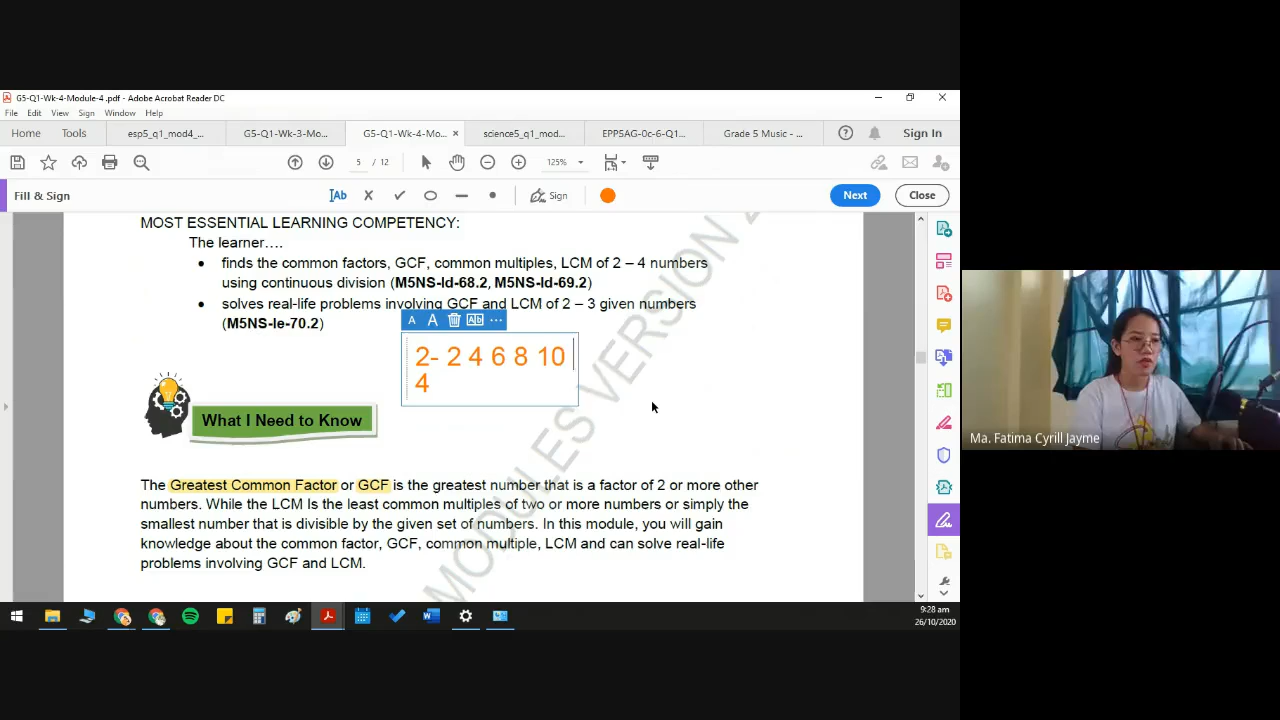 G5-Q1-Wk-4-Module-4 .pdf - Adobe Acrobat Reader DC
File Edit View Sign Window Help
Home Tools esp5_q1_mod4_... G5-Q1-Wk-3-Mo... G5-Q1-Wk-4-Mo... × science5_q1_mod... EPP5AG-0c-6-Q1... Grade 5 Music - ... Sign In
5 / 12 125%
Fill & Sign Ab Sign Next Close
MOST ESSENTIAL LEARNING COMPETENCY:
The learner….
• finds the common factors, GCF, common multiples, LCM of 2 – 4 numbers
using continuous division (M5NS-Id-68.2, M5NS-Id-69.2)
• solves real-life problems involving GCF and LCM of 2 – 3 given numbers
(M5NS-Ie-70.2)
A A Ab ...
2- 2 4 6 8 10
4
What I Need to Know
The Greatest Common Factor or GCF is the greatest number that is a factor of 2 or more other
numbers. While the LCM Is the least common multiples of two or more numbers or simply the
smallest number that is divisible by the given set of numbers. In this module, you will gain
knowledge about the common factor, GCF, common multiple, LCM and can solve real-life
problems involving GCF and LCM.
MODULES VERSION 2
9:28 am
26/10/2020
Ma. Fatima Cyrill Jayme